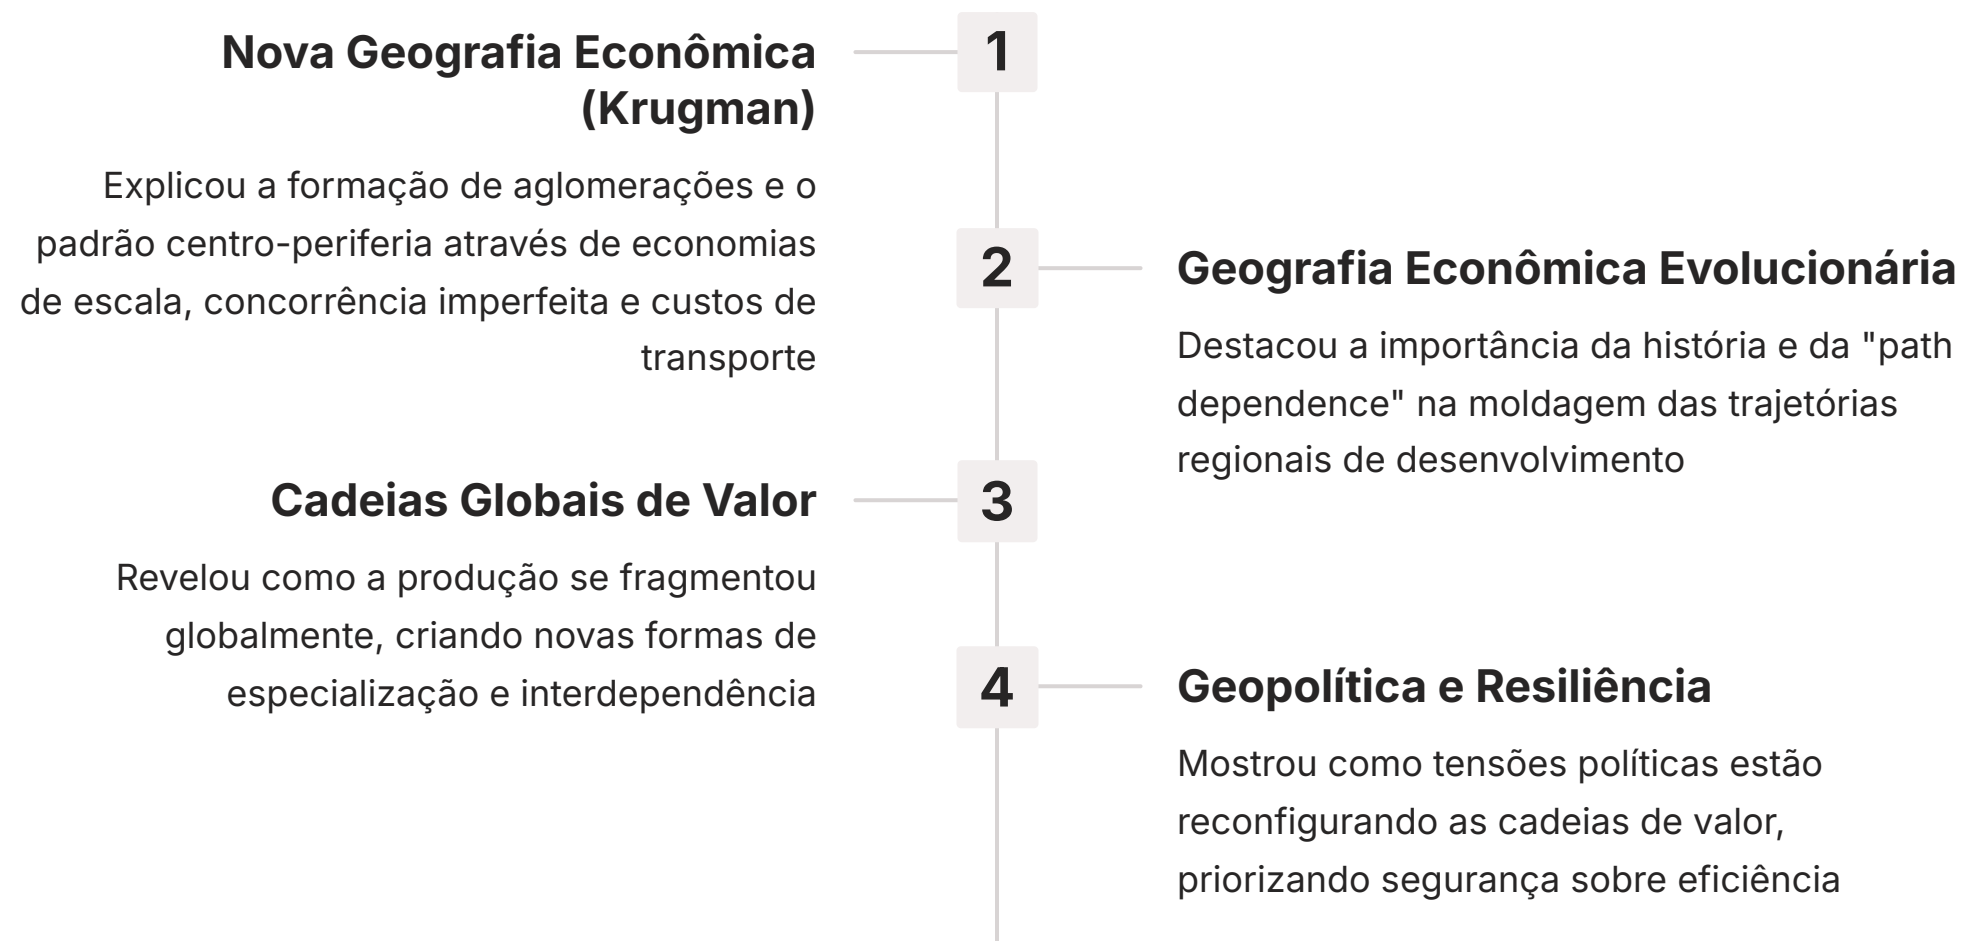 1
Nova Geografia Econômica
(Krugman)
Explicou a formação de aglomerações e o
padrão centro-periferia através de economias
de escala, concorrência imperfeita e custos de
transporte
2
Geografia Econômica Evolucionária
Destacou a importância da história e da "path
dependence" na moldagem das trajetórias
regionais de desenvolvimento
3
Cadeias Globais de Valor
Revelou como a produção se fragmentou
globalmente, criando novas formas de
especialização e interdependência
4
Geopolítica e Resiliência
Mostrou como tensões políticas estão
reconfigurando as cadeias de valor,
priorizando segurança sobre eficiência